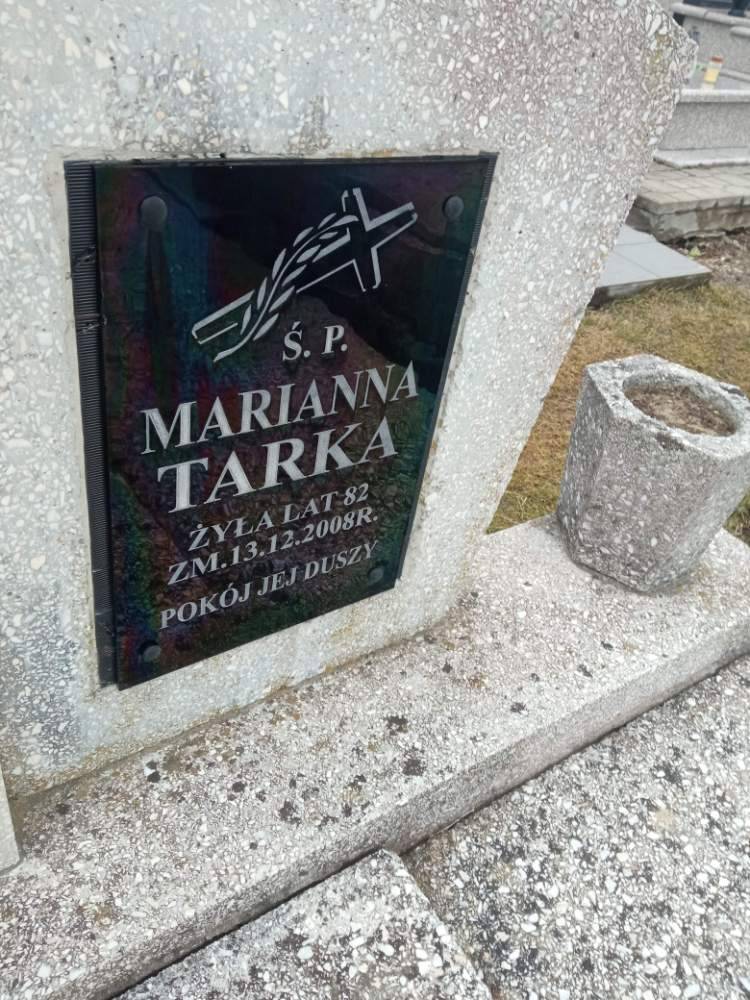 Ś. P.
MARIANNA
TARKA
ŻYŁA LAT 82
ZM.13.12.2008R.
POKÓJ JEJ DUSZY